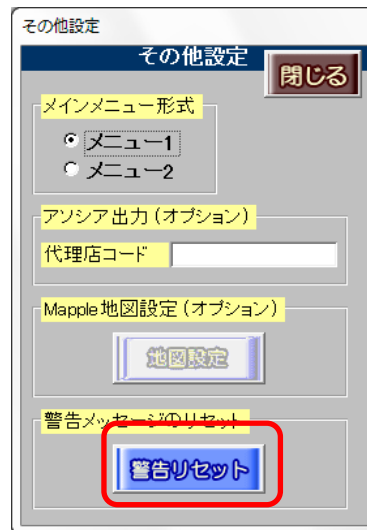 その他設定
その他設定
閉じる
メインメニュー形式
メニュー1
メニュー2
アソシア出力(オプション)
代理店コード
Mapple地図設定(オプション)
地図設定
警告メッセージのリセット
警告リセット